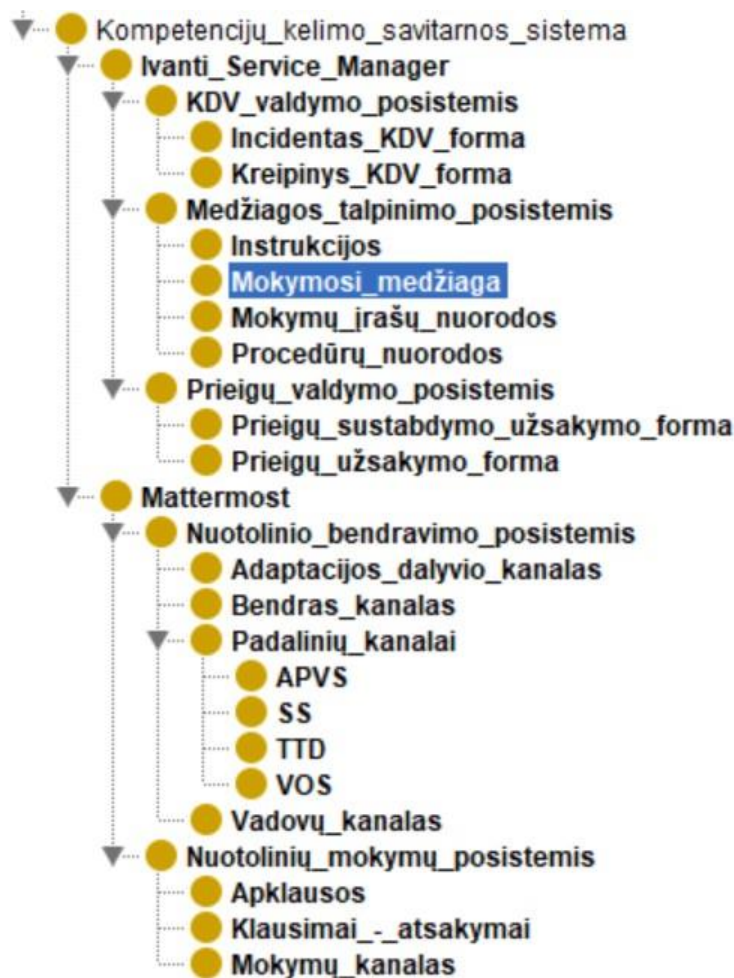 Kompetencijų_kelimo_savitarnos_sistema
Ivanti_Service_Manager
KDV_valdymo_posistemis
Incidentas_KDV_forma
Kreipinys_KDV_forma
Medžiagos_talpinimo_posistemis
Instrukcijos
Mokymosi_medžiaga
Mokymų_įrašų_nuorodos
Procedūrų_nuorodos
Prieigų_valdymo_posistemis
Prieigų_sustabdymo_užsakymo_forma
Prieigų_užsakymo_forma
Mattermost
Nuotolinio_bendravimo_posistemis
Adaptacijos_dalyvio_kanalas
Bendras_kanalas
Padalinių_kanalai
APVS
SS
TTD
VOS
Vadovų_kanalas
Nuotolinių_mokymų_posistemis
Apklausos
Klausimai_-_atsakymai
Mokymų_kanalas